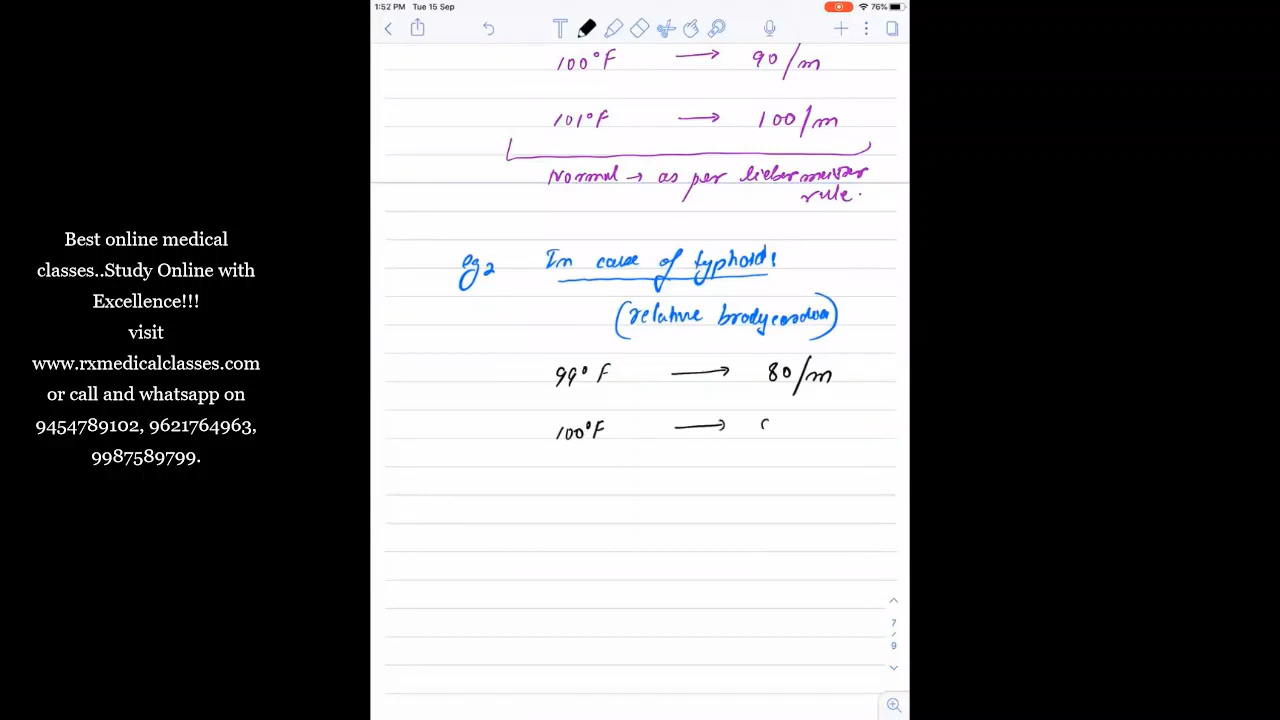 1:52 PM Tue 15 Sep
76%
100°F → 90/m
101°F → 100/m
Normal → as per liebermeister
rule.
eg2 In case of typhoid:
(relative bradycardia)
99°F → 80/m
100°F →
Best online medical
classes..Study Online with
Excellence!!!
visit
www.rxmedicalclasses.com
or call and whatsapp on
9454789102, 9621764963,
9987589799.
7
/
9